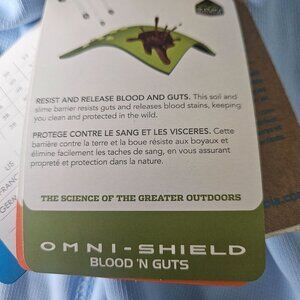 RESIST AND RELEASE BLOOD AND GUTS. This soil and
slime barrier resists guts and releases blood stains, keeping
you clean and protected in the wild.
PROTEGE CONTRE LE SANG ET LES VISCERES. Cette
barrière contre la terre et la boue résiste aux boyaux et
élimine facilement les taches de sang, en vous assurant
propreté et protection dans la nature.
THE SCIENCE OF THE GREATER OUTDOORS
OMNI-SHIELD
BLOOD 'N GUTS
US
FRANC
GERM